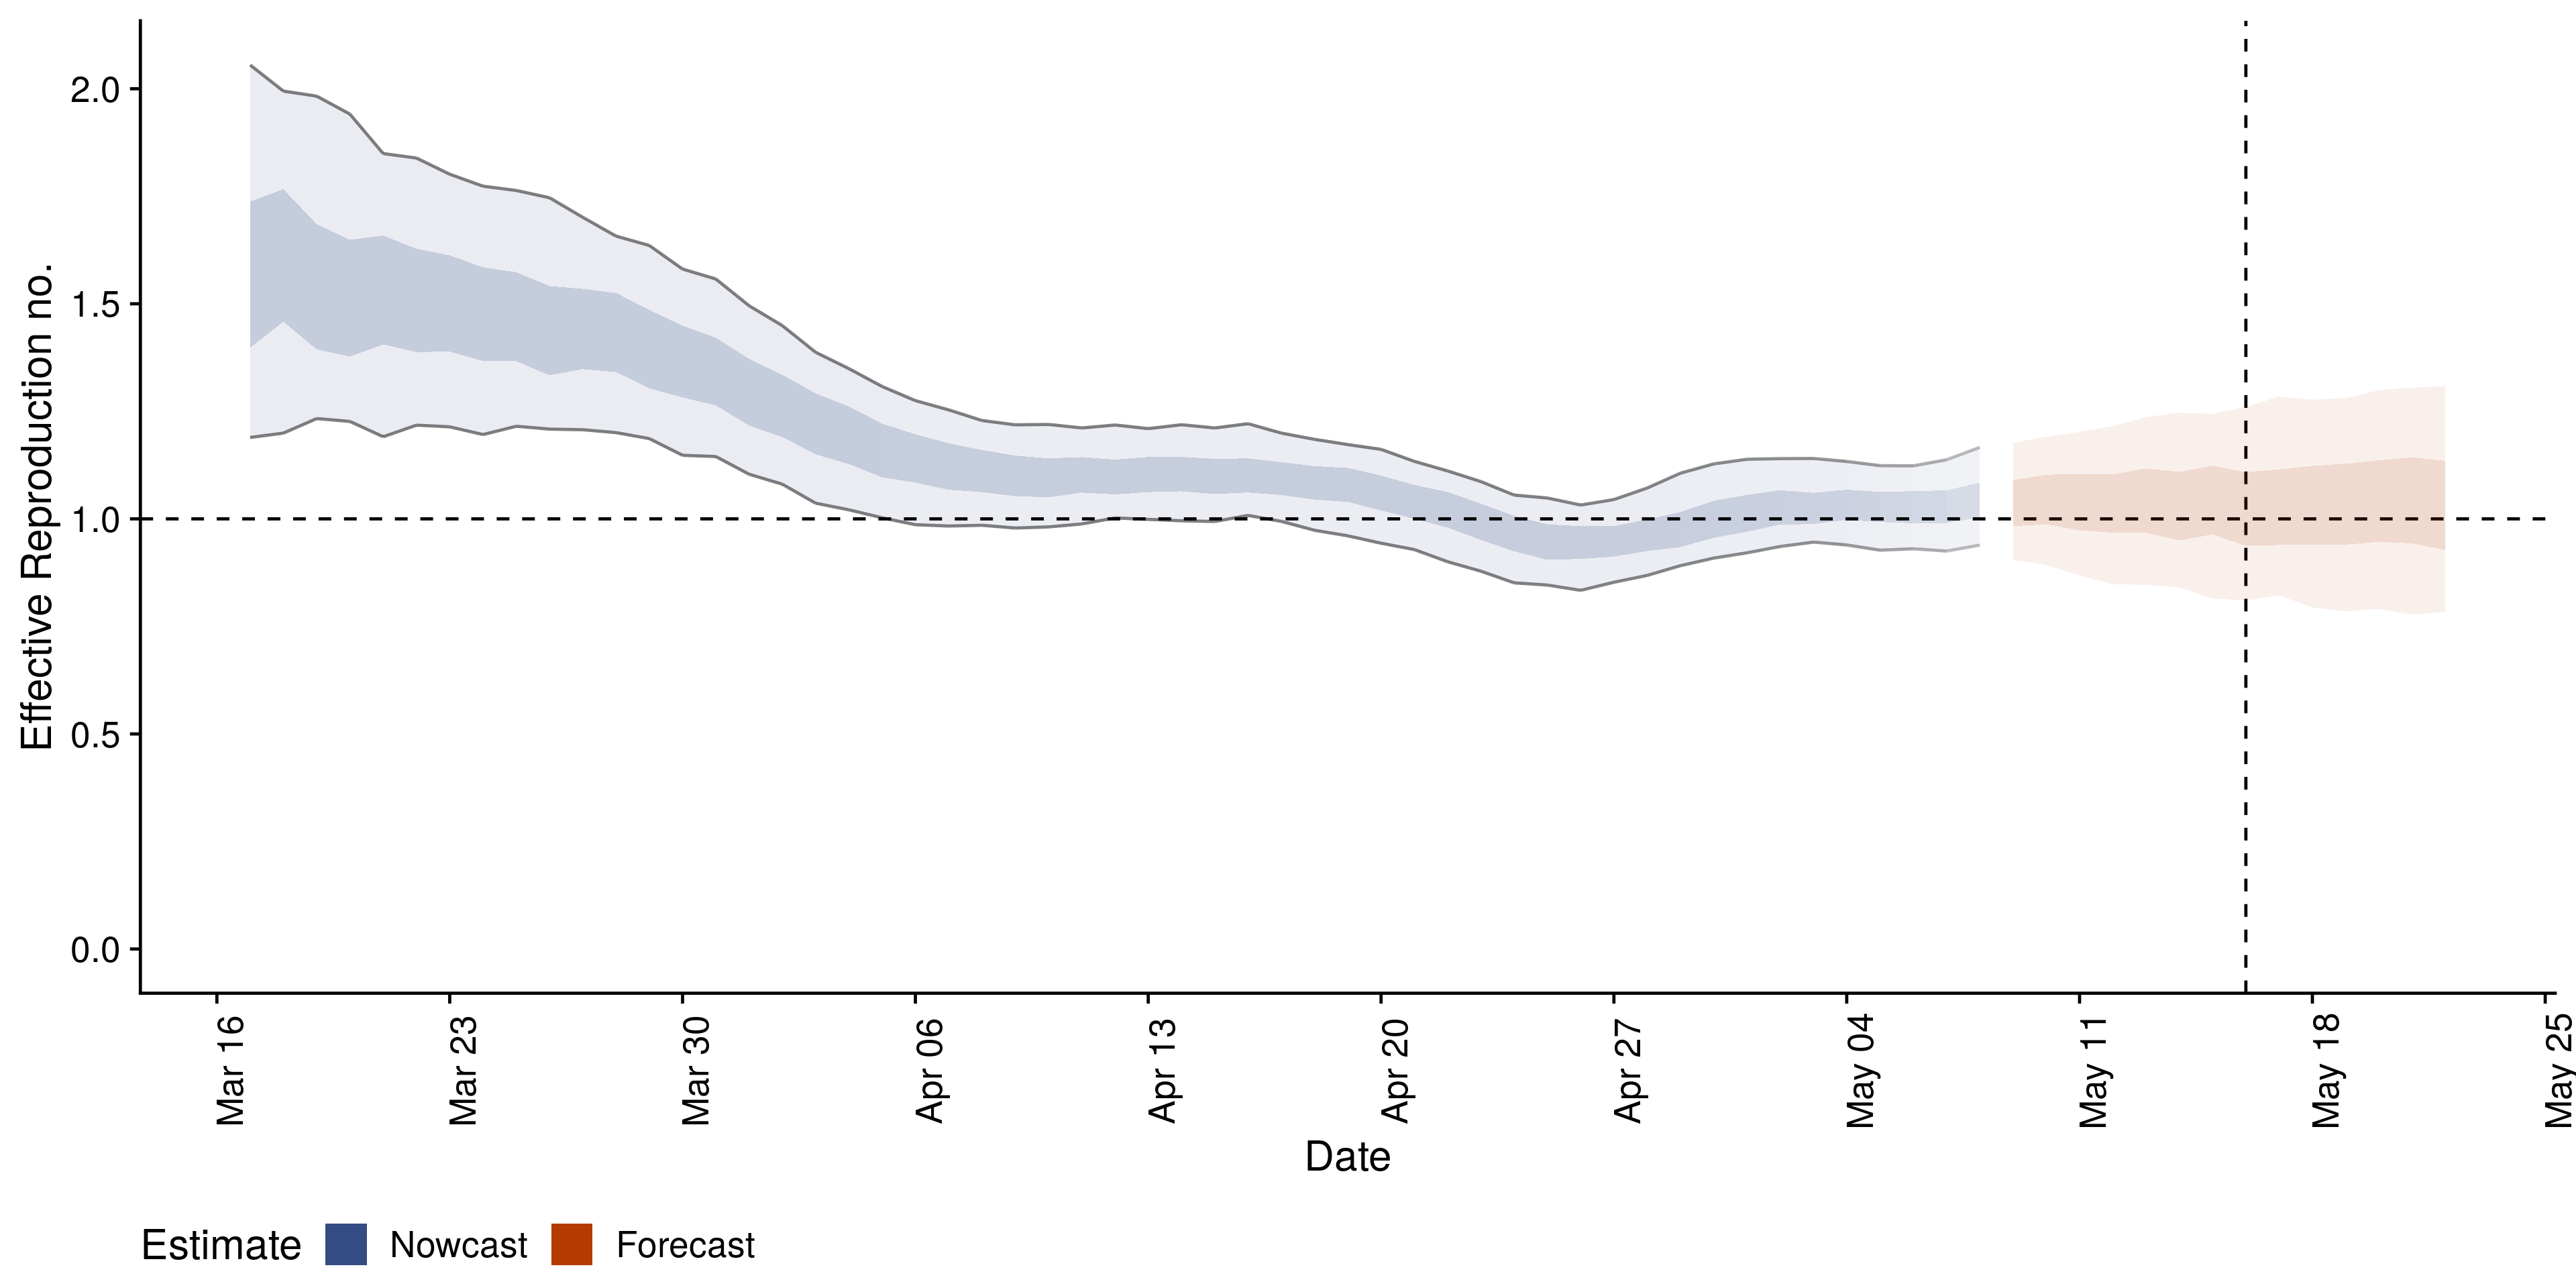 Effective Reproduction no.
2.0
1.5
1.0
0.5
0.0
Mar 16
Mar 23
Mar 30
Apr 06
Apr 13
Apr 20
Apr 27
May 04
May 11
May 18
May 25
Date
Estimate Nowcast Forecast